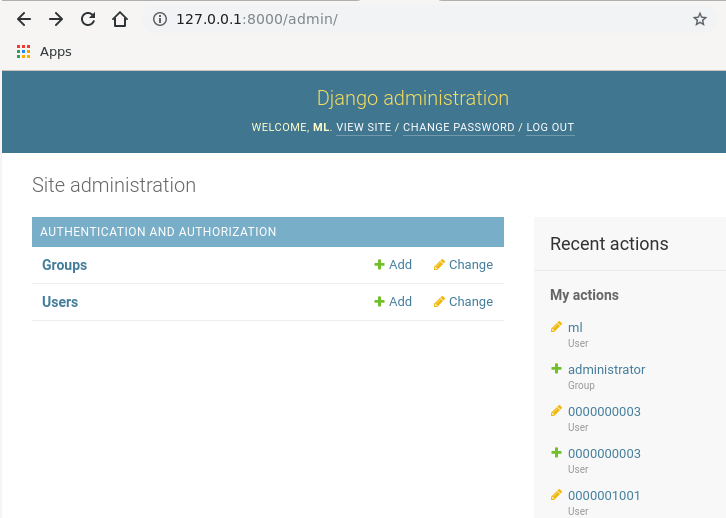 127.0.0.1:8000/admin/
Apps
Django administration
WELCOME, ML. VIEW SITE / CHANGE PASSWORD / LOG OUT
Site administration
AUTHENTICATION AND AUTHORIZATION
Groups Add Change
Users Add Change
Recent actions
My actions
ml
User
administrator
Group
0000000003
User
0000000003
User
0000001001
User